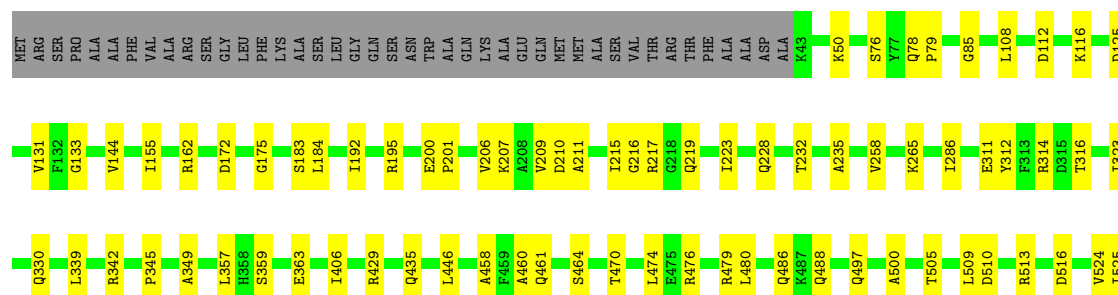 MET ARG SER PRO ALA ALA PHE VAL ALA ARG SER GLY LEU PHE LYS ALA SER LEU GLY GLN SER ASN TRP ALA GLN LYS ALA GLU GLN MET MET ALA SER VAL THR ARG THR PHE ALA ALA ASP ALA K43 K50 S76 Y77 Q78 P79 G85 L108 D112 K116 D125
V131 F132 G133 V144 I155 R162 D172 G175 S183 L184 I192 R195 E200 P201 V206 K207 A208 V209 D210 A211 I215 G216 R217 G218 Q219 I223 Q228 T232 A235 V258 K265 I286 E311 Y312 F313 R314 D315 T316
Q330 L339 R342 P345 A349 L357 H358 S359 E363 I406 R429 Q435 L446 A458 F459 A460 Q461 S464 T470 L474 E475 R476 R479 L480 Q486 K487 Q488 Q497 A500 T505 L509 D510 R513 D516 V524